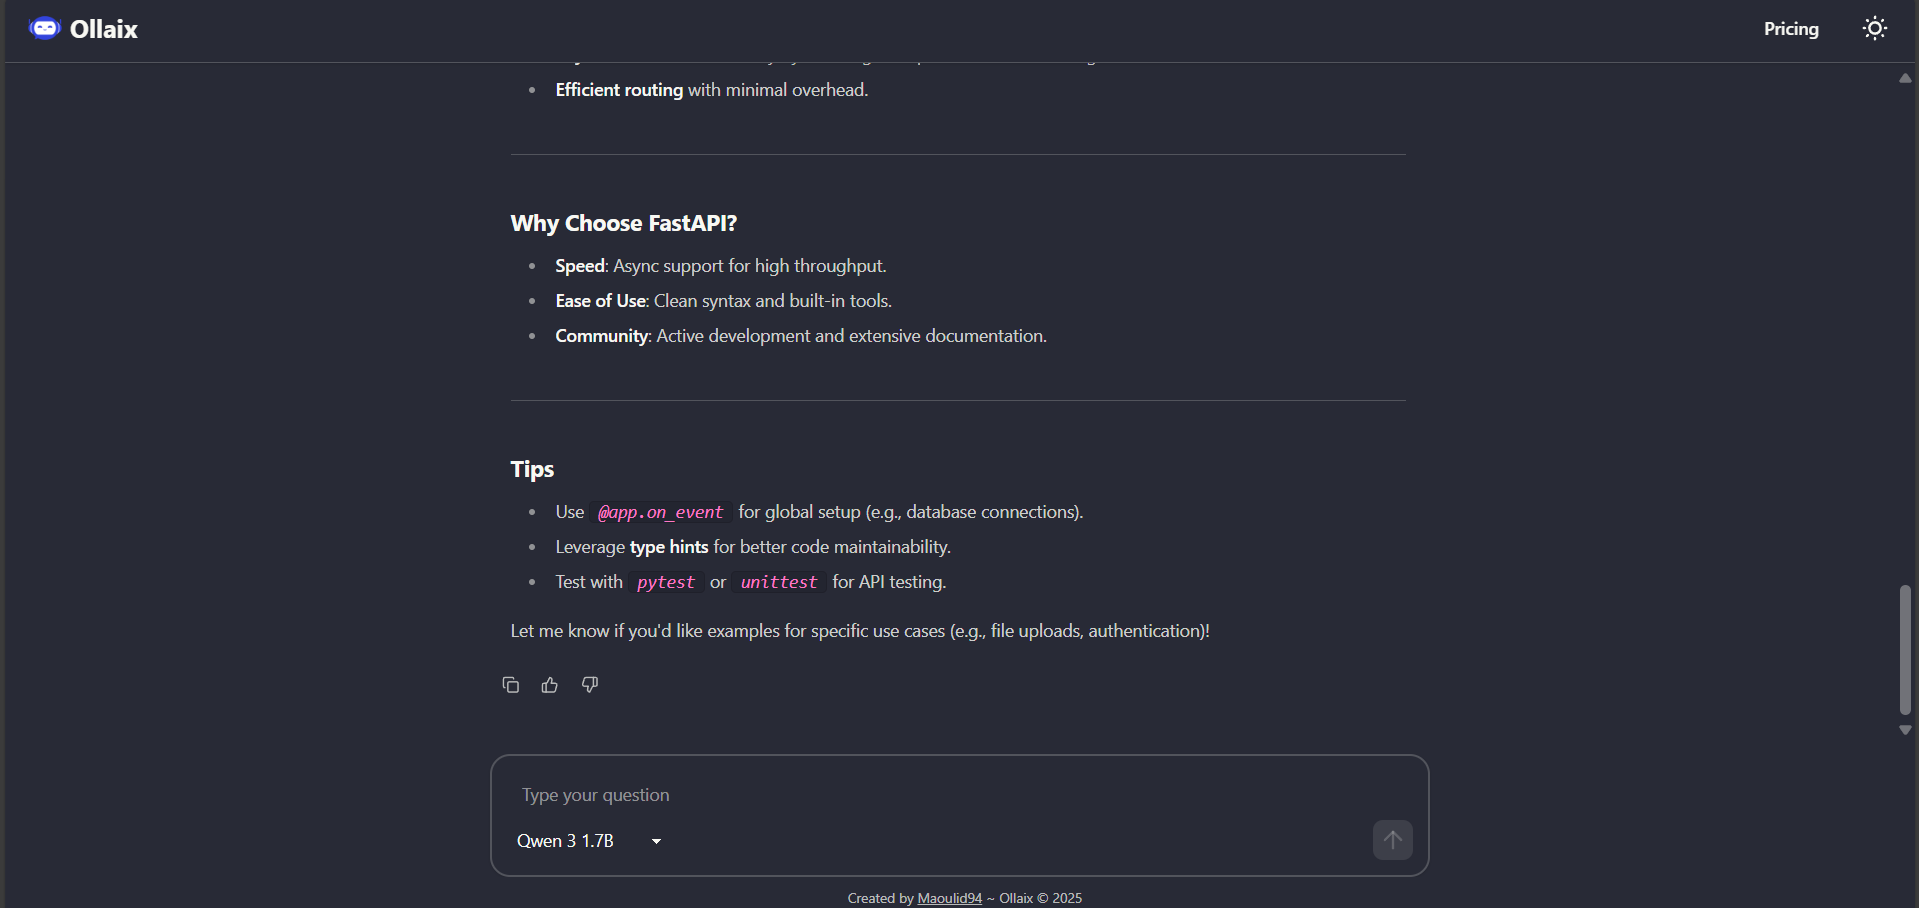 Ollaix
Pricing
Efficient routing with minimal overhead.
Why Choose FastAPI?
Speed: Async support for high throughput.
Ease of Use: Clean syntax and built-in tools.
Community: Active development and extensive documentation.
Tips
Use @app.on_event for global setup (e.g., database connections).
Leverage type hints for better code maintainability.
Test with pytest or unittest for API testing.
Let me know if you'd like examples for specific use cases (e.g., file uploads, authentication)!
Type your question
Qwen 3 1.7B
Created by Maoulid94 ~ Ollaix © 2025